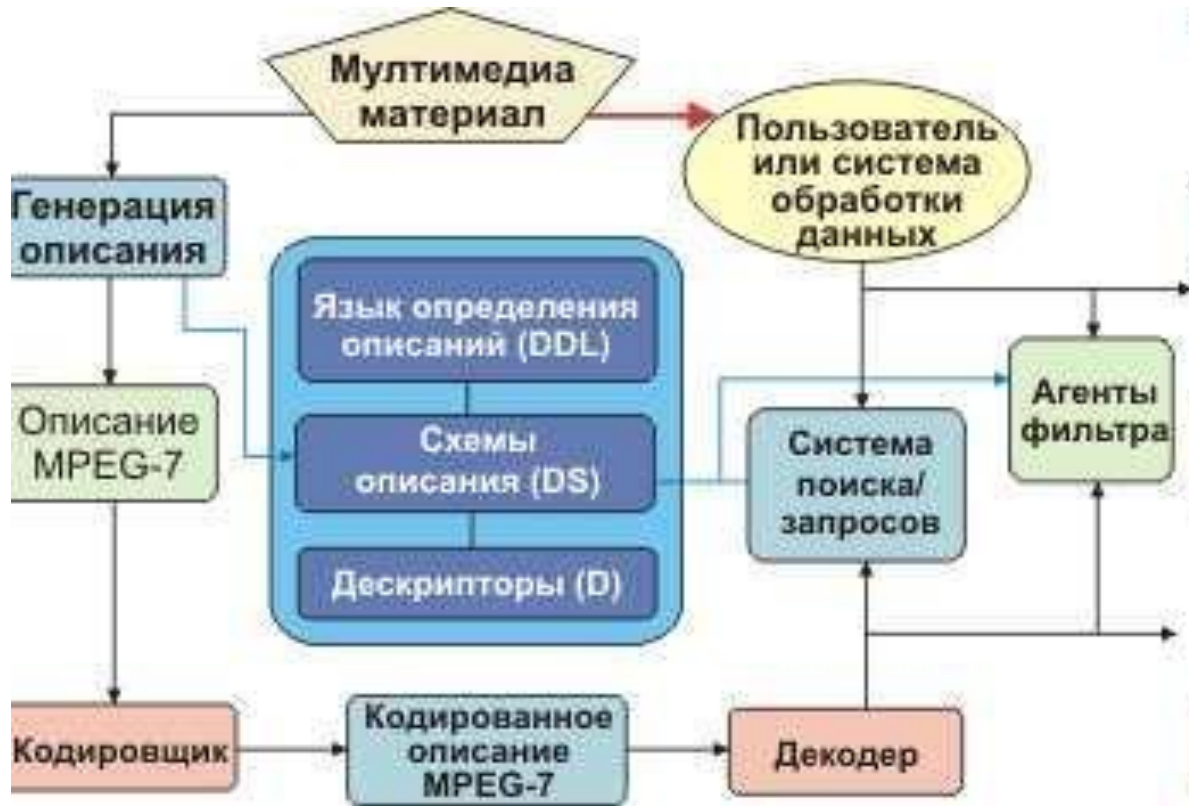 Мултимедиа
материал
Пользователь
или система
обработки
данных
Генерация
описания
Язык определения
описаний (DDL)
Описание
MPEG-7
Схемы
описания (DS)
Система
поиска/
запросов
Агенты
фильтра
Дескрипторы (D)
Кодировщик
Кодированное
описание
MPEG-7
Декодер